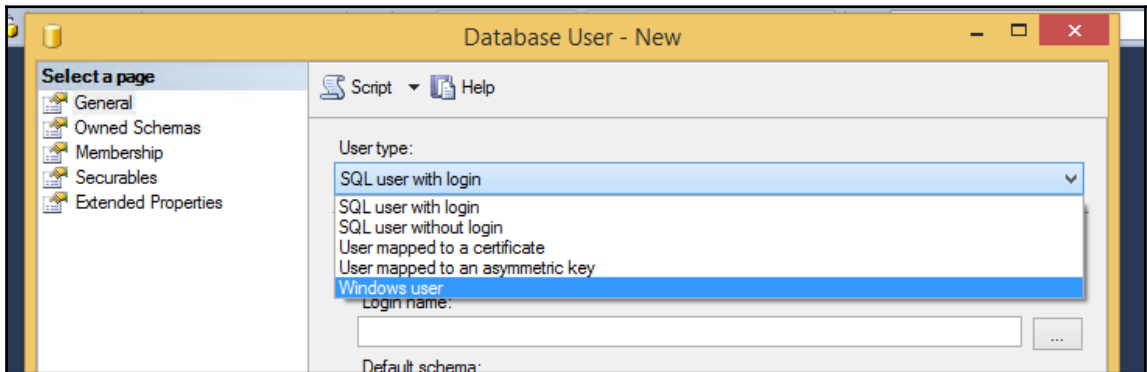 Database User - New
Select a page
General
Owned Schemas
Membership
Securables
Extended Properties
Script
Help
User type:
SQL user with login
SQL user with login
SQL user without login
User mapped to a certificate
User mapped to an asymmetric key
Windows user
Login name:
...
Default schema: